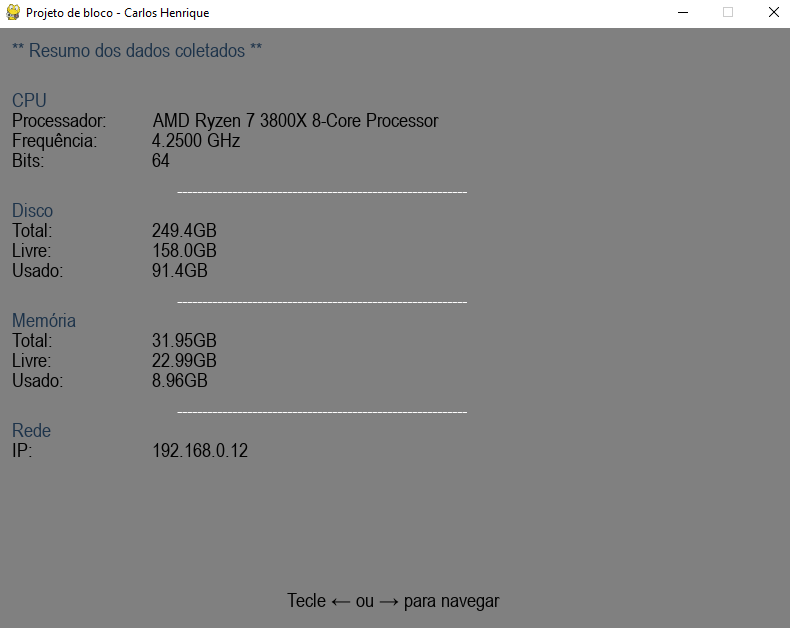 Projeto de bloco - Carlos Henrique
** Resumo dos dados coletados **
CPU
Processador: AMD Ryzen 7 3800X 8-Core Processor
Frequência: 4.2500 GHz
Bits: 64
----------------------------------------------------------
Disco
Total: 249.4GB
Livre: 158.0GB
Usado: 91.4GB
----------------------------------------------------------
Memória
Total: 31.95GB
Livre: 22.99GB
Usado: 8.96GB
----------------------------------------------------------
Rede
IP: 192.168.0.12
Tecle ← ou → para navegar